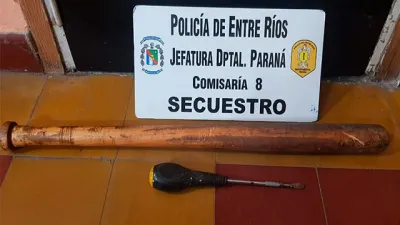 POLICÍA DE ENTRE RÍOS
JEFATURA DPTAL. PARANÁ
COMISARÍA 8
SECUESTRO